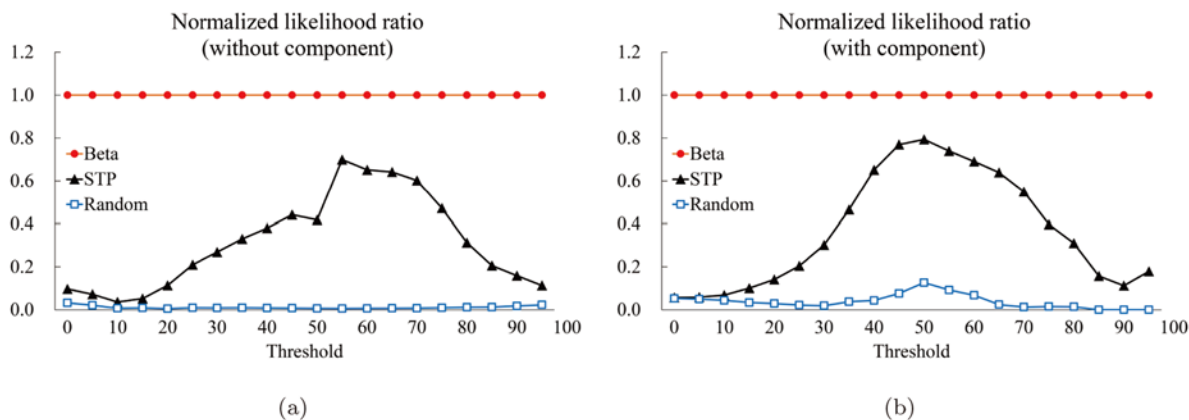 Normalized likelihood ratio
(without component)
1.2
1.0
0.8
0.6
0.4
0.2
0.0
Beta
STP
Random
0 10 20 30 40 50 60 70 80 90 100
Threshold
(a)
Normalized likelihood ratio
(with component)
1.2
1.0
0.8
0.6
0.4
0.2
0.0
Beta
STP
Random
0 10 20 30 40 50 60 70 80 90 100
Threshold
(b)